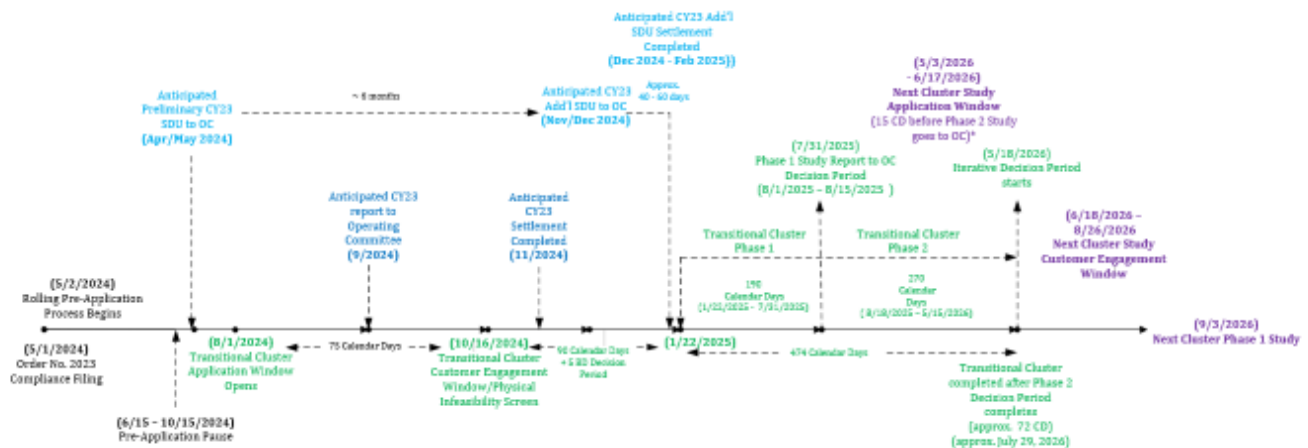 Anticipated CY23 Add'l
SDU Settlement
Completed
(Dec 2024 - Feb 2025))
Anticipated
Preliminary CY23
SDU to OC
(Apr/May 2024)
~ 6 months
Anticipated CY23
Add'l SDU to OC
(Nov/Dec 2024)
Approx.
40 - 60 days
(5/3/2026
- 6/17/2026)
Next Cluster Study
Application Window
(15 CD before Phase 2 Study
goes to OC)*
(7/31/2025)
Phase 1 Study Report to OC
Decision Period
(8/1/2025 – 8/15/2025 )
(5/18/2026)
Iterative Decision Period
starts
Anticipated CY23
report to
Operating
Committee
(9/2024)
Anticipated
CY23
Settlement
Completed
(11/2024)
Transitional Cluster
Phase 1
Transitional Cluster
Phase 2
(6/18/2026 –
8/26/2026
Next Cluster Study
Customer Engagement
Window
190
Calendar Days
(1/22/2025 - 7/31/2025)
270
Calendar
Days
( 8/18/2025 – 5/15/2026)
(5/2/2024)
Rolling Pre-Application
Process Begins
(5/1/2024)
Order No. 2023
Compliance Filing
(6/15 – 10/15/2024)
Pre-Application Pause
(8/1/2024)
Transitional Cluster
Application Window
Opens
75 Calendar Days
(10/16/2024)
Transitional Cluster
Customer Engagement
Window/Physical
Infeasibility Screen
90 Calendar Days
+ 5 BD Decision
Period
(1/22/2025)
474 Calendar Days
Transitional Cluster
completed after Phase 2
Decision Period
completes
(approx. 72 CD)
(approx. July 29, 2026)
(9/3/2026)
Next Cluster Phase 1 Study